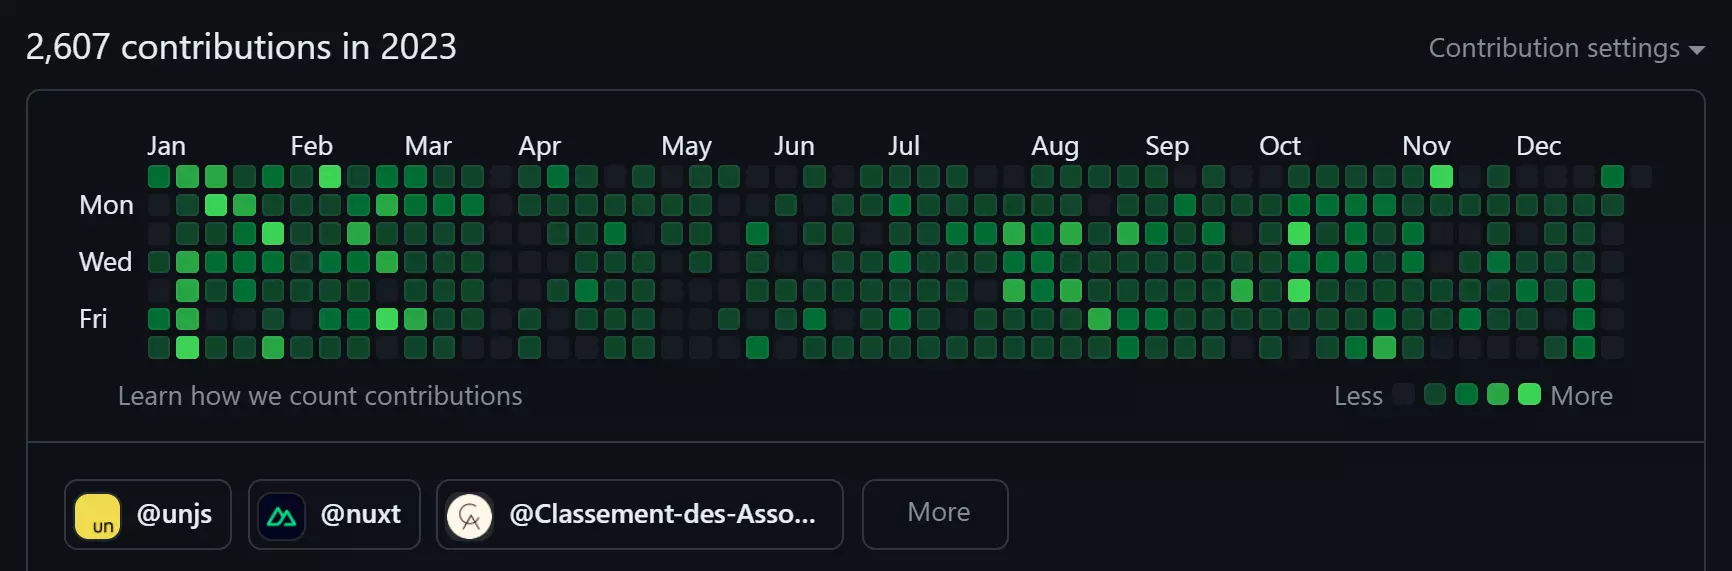 2,607 contributions in 2023
Contribution settings
Jan Feb Mar Apr May Jun Jul Aug Sep Oct Nov Dec
Mon
Wed
Fri
Learn how we count contributions
Less More
un @unjs @nuxt CA @Classement-des-Asso... More